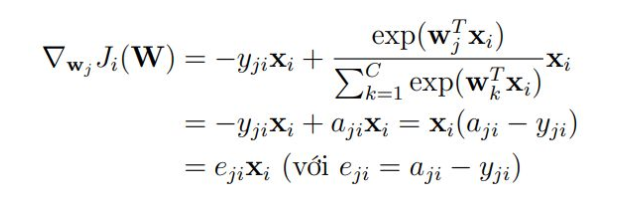 ∇_{𝐰_j} J_i(𝐖) = −y_{ji}𝐱_i + \frac{exp(𝐰_j^T 𝐱_i)}{∑_{k=1}^{C} exp(𝐰_k^T 𝐱_i)} 𝐱_i
= −y_{ji}𝐱_i + a_{ji}𝐱_i = 𝐱_i(a_{ji} − y_{ji})
= e_{ji}𝐱_i (với e_{ji} = a_{ji} − y_{ji})